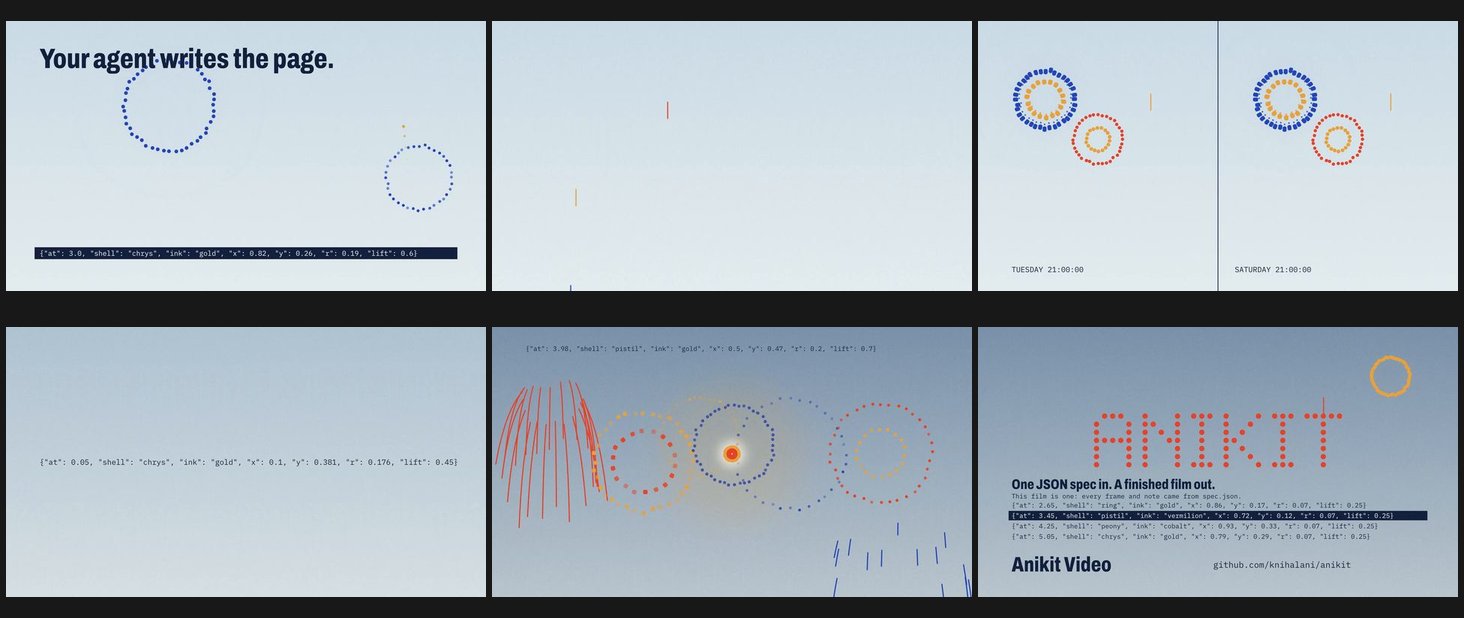 Your agent writes the page.
{"at": 3.0, "shell": "chrys", "ink": "gold", "x": 0.82, "y": 0.26, "r": 0.19, "lift": 0.6}
TUESDAY 21:00:00
SATURDAY 21:00:00
{"at": 0.05, "shell": "chrys", "ink": "gold", "x": 0.1, "y": 0.381, "r": 0.176, "lift": 0.45}
{"at": 3.98, "shell": "pistil", "ink": "gold", "x": 0.5, "y": 0.47, "r": 0.2, "lift": 0.7}
ANIKIT
One JSON spec in. A finished film out.
This film is one: every frame and note came from spec.json.
{"at": 2.65, "shell": "ring", "ink": "gold", "x": 0.86, "y": 0.17, "r": 0.07, "lift": 0.25}
{"at": 3.45, "shell": "pistil", "ink": "vermilion", "x": 0.72, "y": 0.12, "r": 0.07, "lift": 0.25}
{"at": 4.25, "shell": "peony", "ink": "cobalt", "x": 0.93, "y": 0.33, "r": 0.07, "lift": 0.25}
{"at": 5.05, "shell": "chrys", "ink": "gold", "x": 0.79, "y": 0.29, "r": 0.07, "lift": 0.25}
Anikit Video
github.com/knihalani/anikit